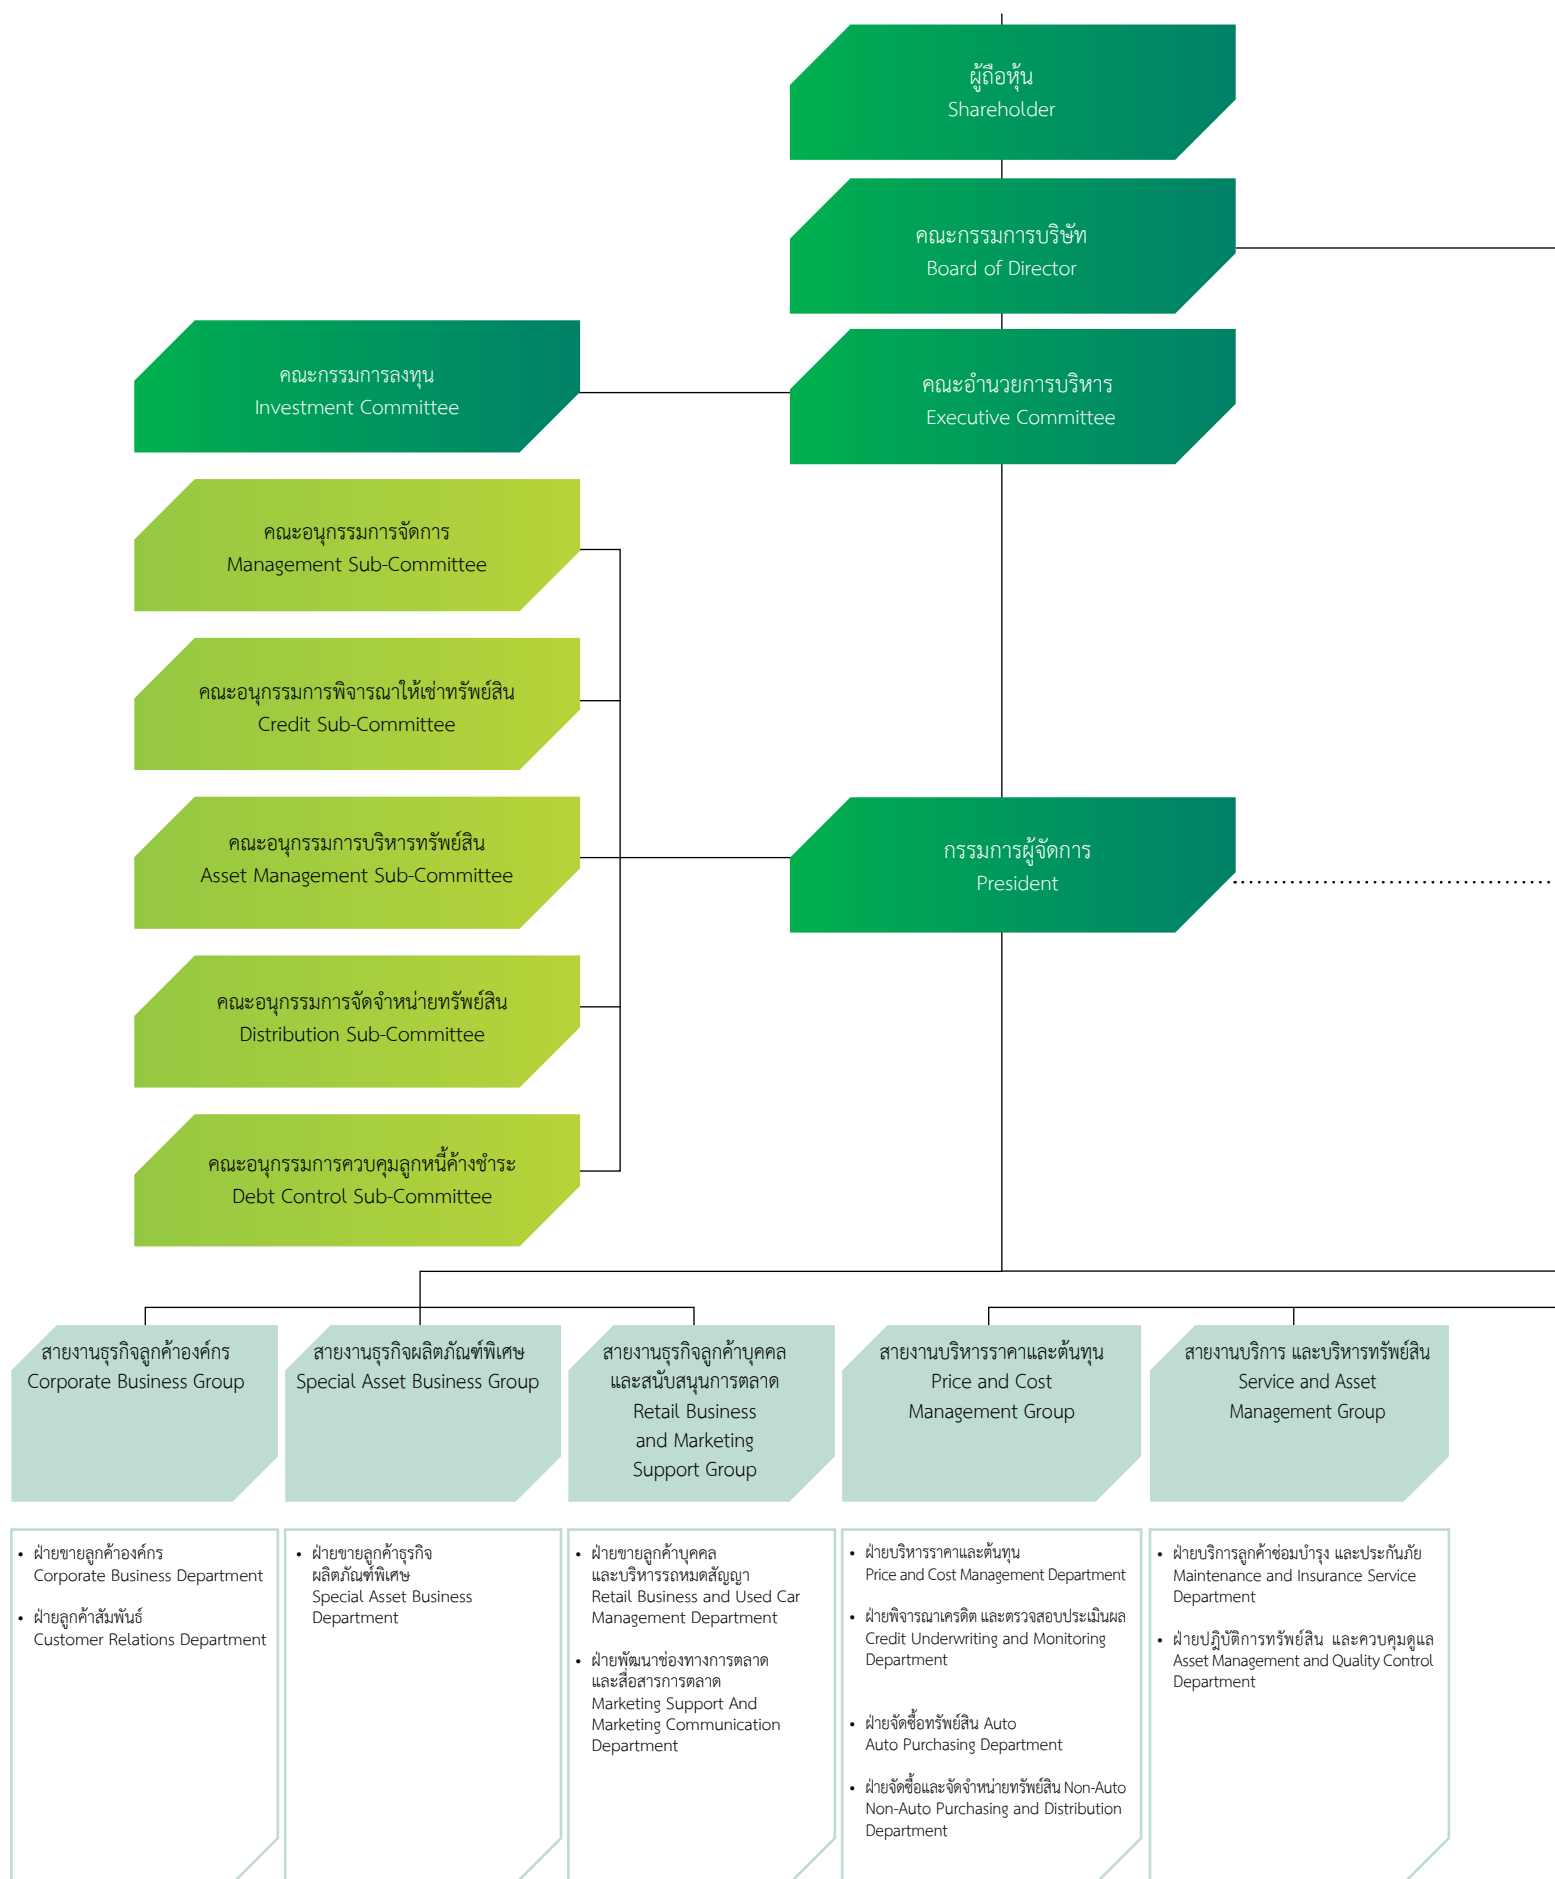 ผู้ถือหุ้น
Shareholder
คณะกรรมการบริษัท
Board of Director
คณะกรรมการลงทุน
Investment Committee
คณะอำนวยการบริหาร
Executive Committee
คณะอนุกรรมการจัดการ
Management Sub-Committee
คณะอนุกรรมการพิจารณาให้เช่าทรัพย์สิน
Credit Sub-Committee
คณะอนุกรรมการบริหารทรัพย์สิน
Asset Management Sub-Committee
กรรมการผู้จัดการ
President
คณะอนุกรรมการจัดจำหน่ายทรัพย์สิน
Distribution Sub-Committee
คณะอนุกรรมการควบคุมลูกหนี้ค้างชำระ
Debt Control Sub-Committee
สายงานธุรกิจลูกค้าองค์กร
Corporate Business Group
สายงานธุรกิจผลิตภัณฑ์พิเศษ
Special Asset Business Group
สายงานธุรกิจลูกค้าบุคคล
และสนับสนุนการตลาด
Retail Business
and Marketing
Support Group
สายงานบริหารราคาและต้นทุน
Price and Cost
Management Group
สายงานบริการ และบริหารทรัพย์สิน
Service and Asset
Management Group
• ฝ่ายขายลูกค้าองค์กร
Corporate Business Department
• ฝ่ายลูกค้าสัมพันธ์
Customer Relations Department
• ฝ่ายขายลูกค้าธุรกิจ
ผลิตภัณฑ์พิเศษ
Special Asset Business
Department
• ฝ่ายขายลูกค้าบุคคล
และบริหารรถหมดสัญญา
Retail Business and Used Car
Management Department
• ฝ่ายพัฒนาช่องทางการตลาด
และสื่อสารการตลาด
Marketing Support And
Marketing Communication
Department
• ฝ่ายบริหารราคาและต้นทุน
Price and Cost Management Department
• ฝ่ายพิจารณาเครดิต และตรวจสอบประเมินผล
Credit Underwriting and Monitoring
Department
• ฝ่ายจัดซื้อทรัพย์สิน Auto
Auto Purchasing Department
• ฝ่ายจัดซื้อและจัดจำหน่ายทรัพย์สิน Non-Auto
Non-Auto Purchasing and Distribution
Department
• ฝ่ายบริการลูกค้าซ่อมบำรุง และประกันภัย
Maintenance and Insurance Service
Department
• ฝ่ายปฏิบัติการทรัพย์สิน และควบคุมดูแล
Asset Management and Quality Control
Department